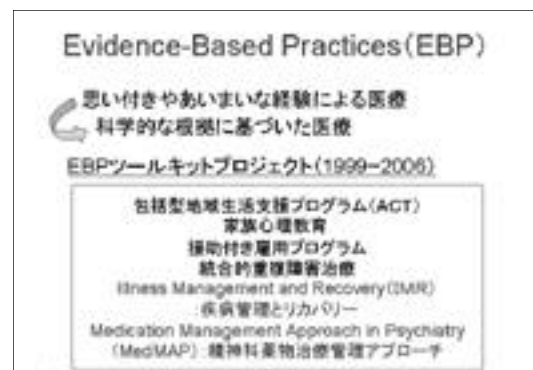 Evidence-Based Practices(EBP)
思い付きやあいまいな経験による医療
科学的な根拠に基づいた医療
EBPツールキットプロジェクト(1999-2006)
包括型地域生活支援プログラム(ACT)
家族心理教育
援助付き雇用プログラム
統合的重複障害治療
Illness Management and Recovery(IMR)
:疾病管理とリカバリー
Medication Management Approach in Psychiatry
(MedMAP):精神科薬物治療管理アプローチ